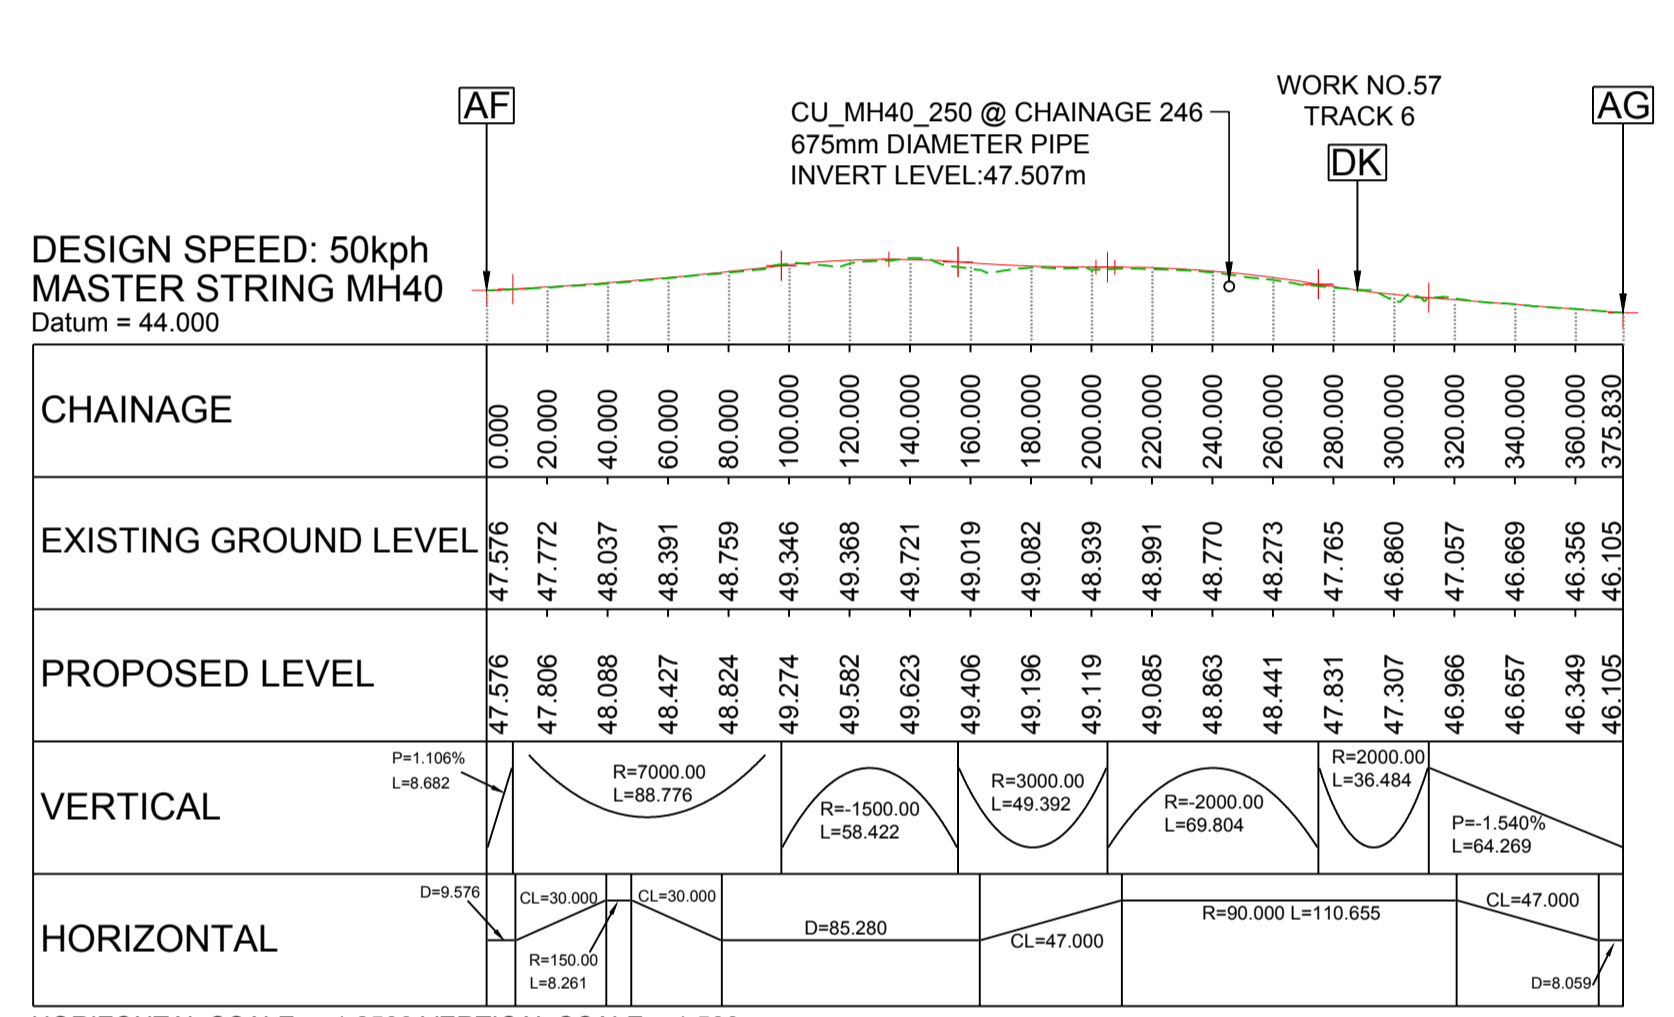 AF
CU_MH40_250 @ CHAINAGE 246
675mm DIAMETER PIPE
INVERT LEVEL:47.507m
WORK NO.57
TRACK 6
DK
AG
DESIGN SPEED: 50kph
MASTER STRING MH40
Datum = 44.000
CHAINAGE 0.000 20.000 40.000 60.000 80.000 100.000 120.000 140.000 160.000 180.000 200.000 220.000 240.000 260.000 280.000 300.000 320.000 340.000 360.000 375.830
EXISTING GROUND LEVEL 47.576 47.772 48.037 48.391 48.759 49.346 49.368 49.721 49.019 49.082 48.939 48.991 48.770 48.273 47.765 46.860 47.057 46.669 46.356 46.105
PROPOSED LEVEL 47.576 47.806 48.088 48.427 48.824 49.274 49.582 49.623 49.406 49.196 49.119 49.085 48.863 48.441 47.831 47.307 46.966 46.657 46.349 46.105
VERTICAL
P=1.106%
L=8.682
R=7000.00
L=88.776
R=-1500.00
L=58.422
R=3000.00
L=49.392
R=-2000.00
L=69.804
R=2000.00
L=36.484
P=-1.540%
L=64.269
HORIZONTAL
D=9.576
CL=30.000
R=150.00
L=8.261
CL=30.000
D=85.280
CL=47.000
R=90.000 L=110.655
CL=47.000
D=8.059